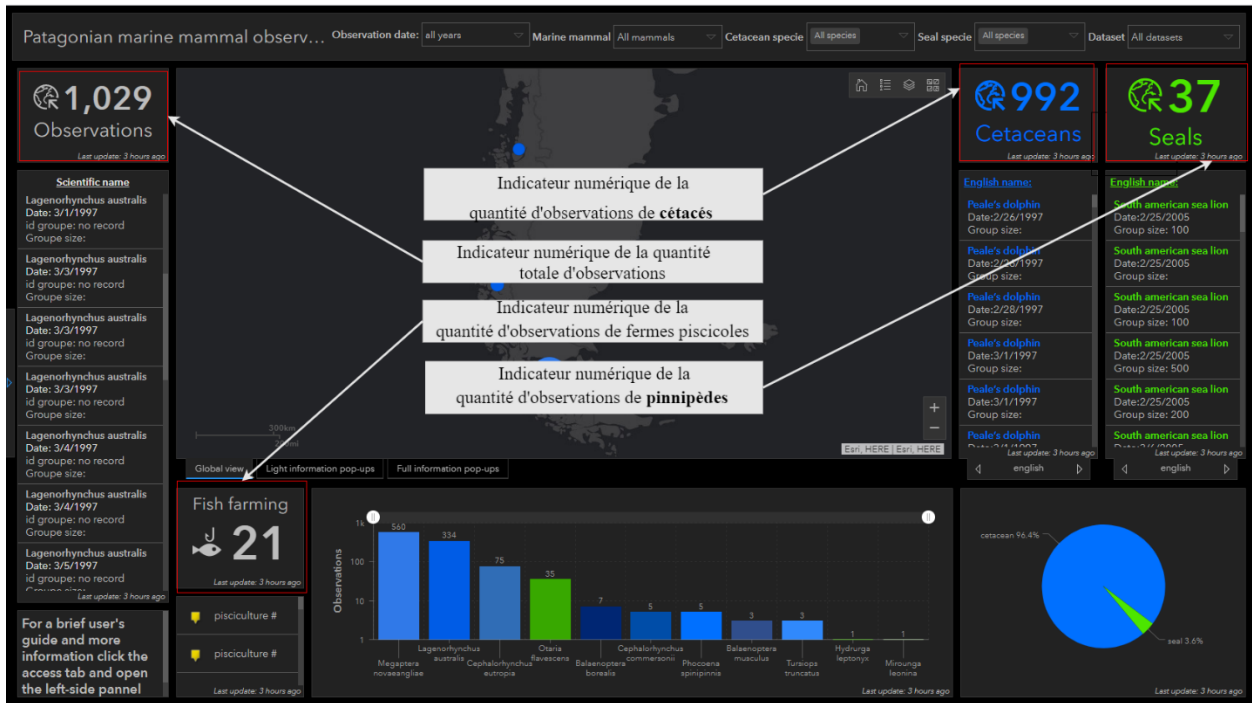 Patagonian marine mammal observ...
Observation date: all years
Marine mammal All mammals
Cetacean specie All species
Seal specie All species
Dataset All datasets
1,029
Observations
Last update: 3 hours ago
Scientific name
Lagenorhynchus australis
Date: 3/1/1997
id groupe: no record
Groupe size:
Lagenorhynchus australis
Date: 3/3/1997
id groupe: no record
Groupe size:
Lagenorhynchus australis
Date: 3/3/1997
id groupe: no record
Groupe size:
Lagenorhynchus australis
Date: 3/3/1997
id groupe: no record
Groupe size:
Lagenorhynchus australis
Date: 3/4/1997
id groupe: no record
Groupe size:
Lagenorhynchus australis
Date: 3/4/1997
id groupe: no record
Groupe size:
Lagenorhynchus australis
Date: 3/5/1997
id groupe: no record
Last update: 3 hours ago
For a brief user's
guide and more
information click the
access tab and open
the left-side pannel
Indicateur numérique de la
quantité d'observations de cétacés
Indicateur numérique de la quantité
totale d'observations
Indicateur numérique de la
quantité d'observations de fermes piscicoles
Indicateur numérique de la
quantité d'observations de pinnipèdes
300km
+
−
Esri, HERE | Esri, HERE
Global view
Light information pop-ups
Full information pop-ups
992
Cetaceans
Last update: 3 hours ago
English name:
Peale's dolphin
Date:2/26/1997
Group size:
Peale's dolphin
Date:2/26/1997
Group size:
Peale's dolphin
Date:2/28/1997
Group size:
Peale's dolphin
Date:3/1/1997
Group size:
Peale's dolphin
Date:3/1/1997
Group size:
Peale's dolphin
Last update: 3 hours ago
english
37
Seals
Last update: 3 hours ago
English name:
South american sea lion
Date:2/25/2005
Group size: 100
South american sea lion
Date:2/25/2005
Group size:
South american sea lion
Date:2/25/2005
Group size: 100
South american sea lion
Date:2/25/2005
Group size: 500
South american sea lion
Date:2/25/2005
Group size: 200
South american sea lion
Last update: 3 hours ago
english
Fish farming
21
Last update: 3 hours ago
pisciculture #
pisciculture #
Last update: 3 hours ago
Observations
1k
100
10
1
560
334
75
35
7
5
5
3
3
1
1
Megaptera
novaeangliae
Lagenorhynchus
australis
Cephalorhynchus
eutropia
Otaria
flavescens
Balaenoptera
borealis
Cephalorhynchus
commersonii
Phocoena
spinipinnis
Balaenoptera
musculus
Tursiops
truncatus
Hydrurga
leptonyx
Mirounga
leonina
Last update: 3 hours ago
cetacean 96.4%
seal 3.6%
Last update: 3 hours ago